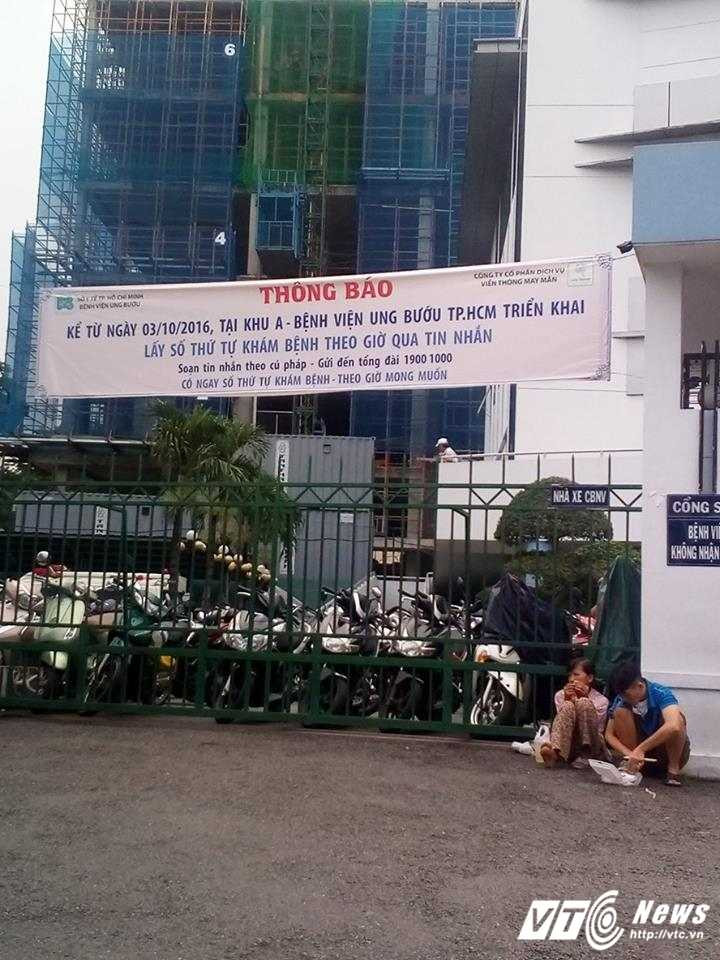 6
4
SỞ Y TẾ TP. HỒ CHÍ MINH
BỆNH VIỆN UNG BƯỚU
CÔNG TY CỔ PHẦN DỊCH VỤ
VIỄN THÔNG MAY MẮN
THÔNG BÁO
KỂ TỪ NGÀY 03/10/2016, TẠI KHU A - BỆNH VIỆN UNG BƯỚU TP.HCM TRIỂN KHAI
LẤY SỐ THỨ TỰ KHÁM BỆNH THEO GIỜ QUA TIN NHẮN
Soạn tin nhắn theo cú pháp - Gửi đến tổng đài 1900 1000
CÓ NGAY SỐ THỨ TỰ KHÁM BỆNH - THEO GIỜ MONG MUỐN
NHÀ XE CBNV
CỔNG S
BỆNH VI
KHÔNG NHẬN
VTC News
http://vtc.vn